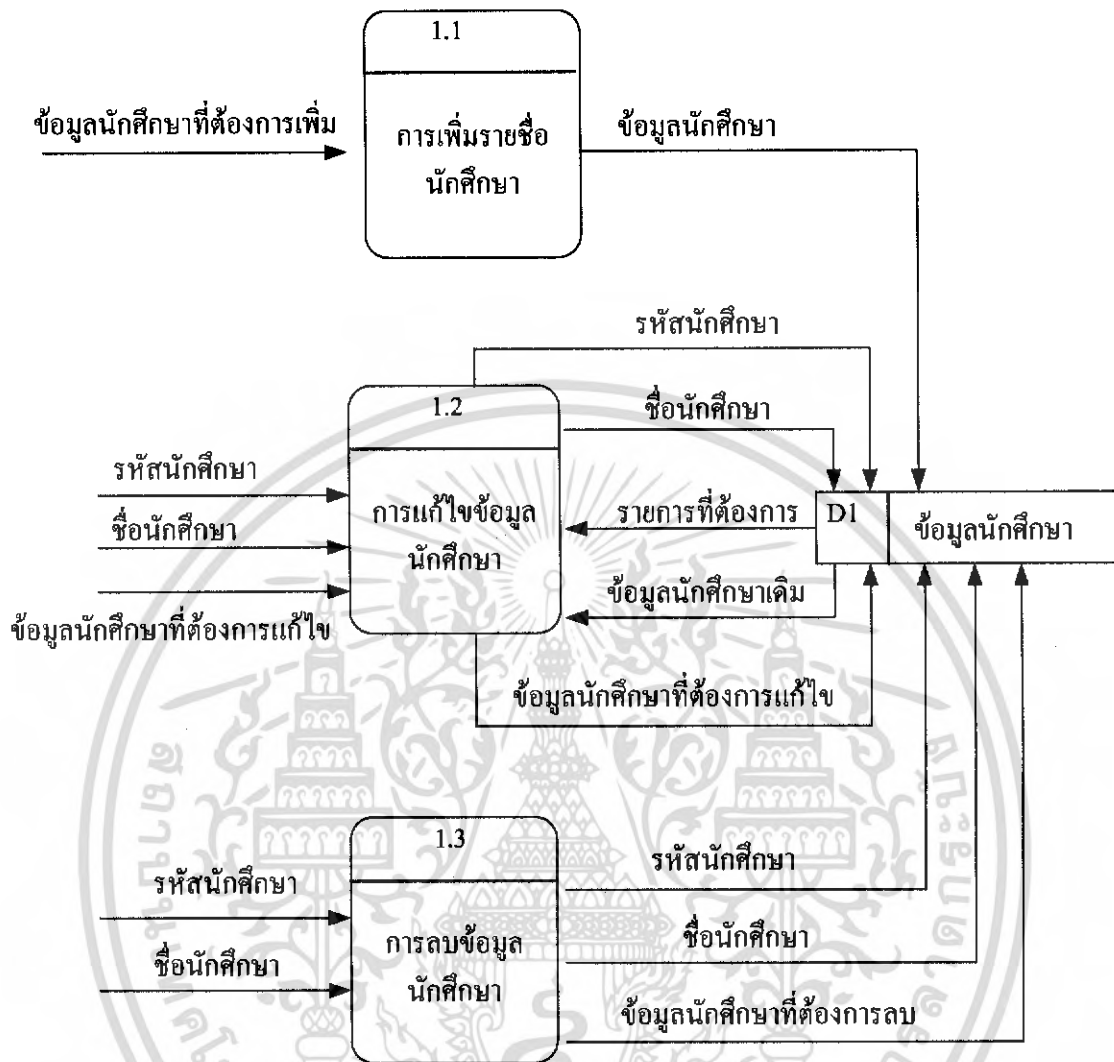 1.1
ข้อมูลนักศึกษาที่ต้องการเพิ่ม
การเพิ่มรายชื่อ
นักศึกษา
ข้อมูลนักศึกษา
รหัสนักศึกษา
1.2
ชื่อนักศึกษา
รหัสนักศึกษา
ชื่อนักศึกษา
ข้อมูลนักศึกษาที่ต้องการแก้ไข
การแก้ไขข้อมูล
นักศึกษา
รายการที่ต้องการ
D1
ข้อมูลนักศึกษา
ข้อมูลนักศึกษาเดิม
ข้อมูลนักศึกษาที่ต้องการแก้ไข
1.3
รหัสนักศึกษา
ชื่อนักศึกษา
การลบข้อมูล
นักศึกษา
รหัสนักศึกษา
ชื่อนักศึกษา
ข้อมูลนักศึกษาที่ต้องการลบ